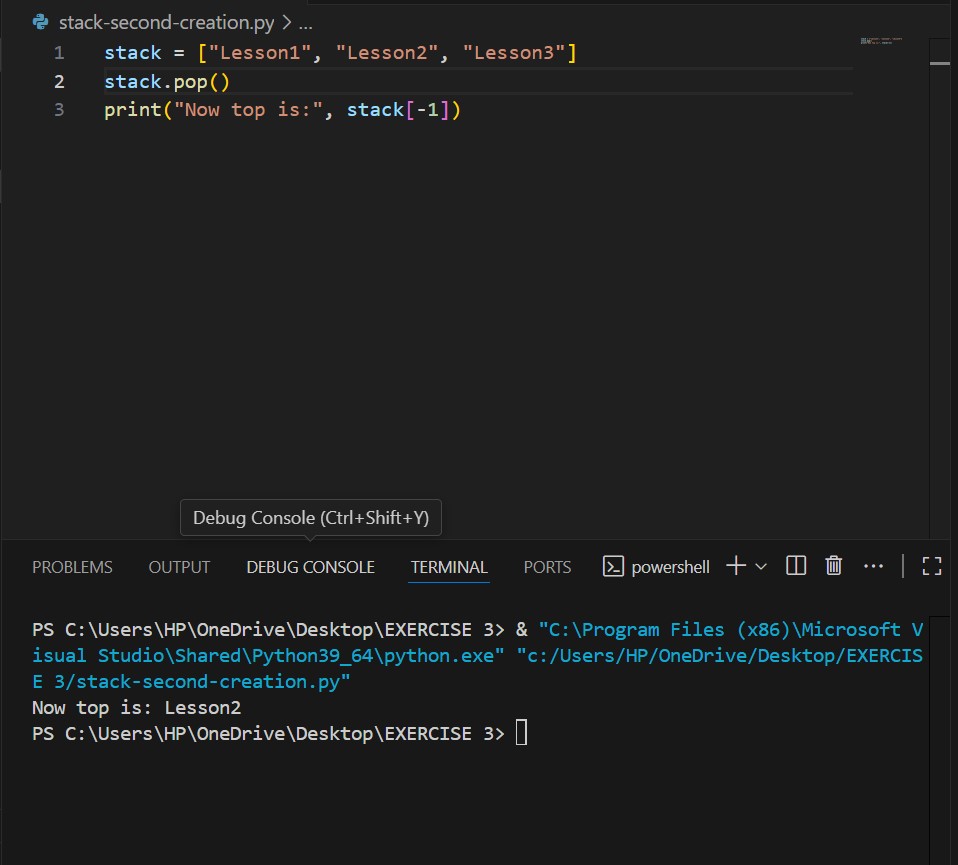 stack-second-creation.py > ...
1 stack = ["Lesson1", "Lesson2", "Lesson3"]
2 stack.pop()
3 print("Now top is:", stack[-1])
Debug Console (Ctrl+Shift+Y)
PROBLEMS OUTPUT DEBUG CONSOLE TERMINAL PORTS powershell
PS C:\Users\HP\OneDrive\Desktop\EXERCISE 3> & "C:\Program Files (x86)\Microsoft V
isual Studio\Shared\Python39_64\python.exe" "c:/Users/HP/OneDrive/Desktop/EXERCIS
E 3/stack-second-creation.py"
Now top is: Lesson2
PS C:\Users\HP\OneDrive\Desktop\EXERCISE 3>